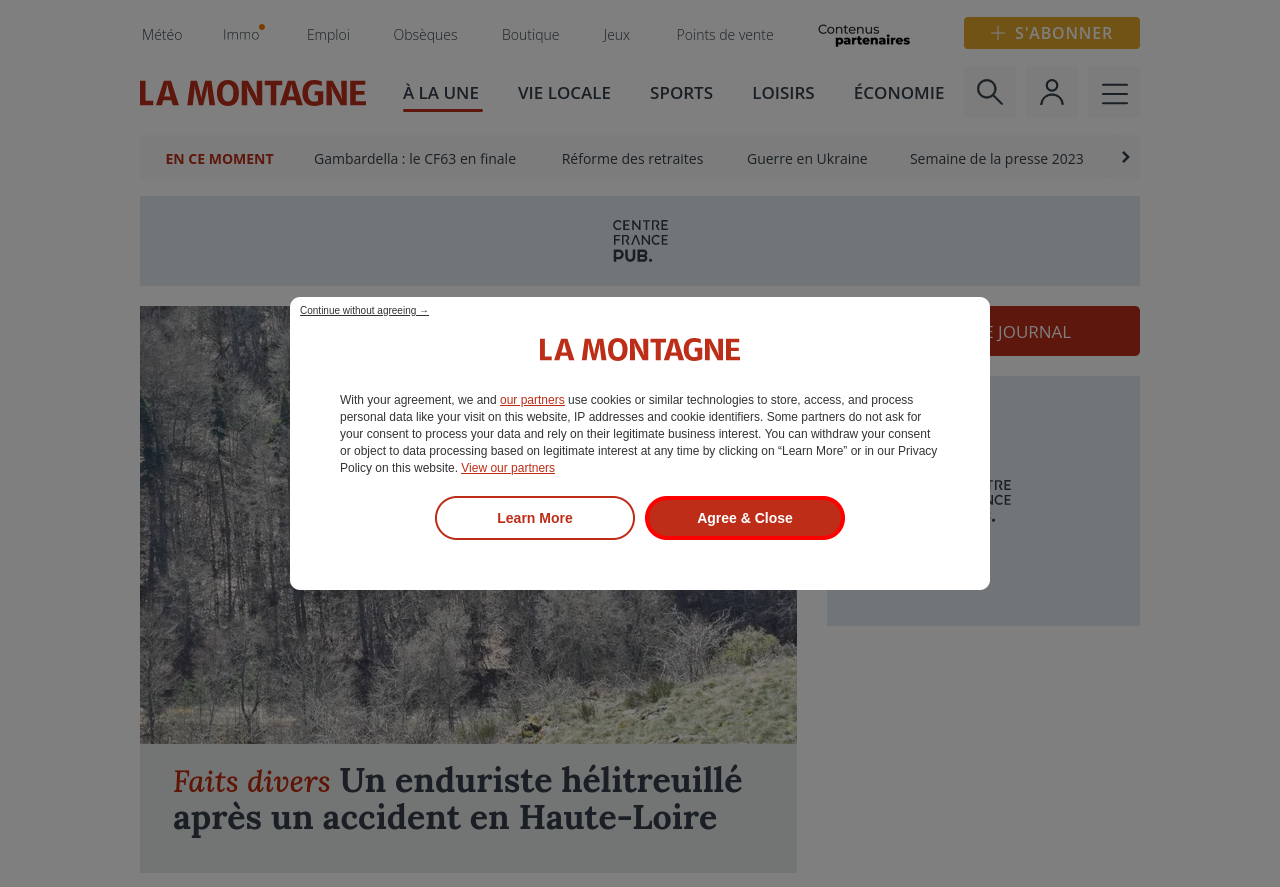 Météo Immo Emploi Obsèques Boutique Jeux Points de vente Contenus partenaires S'ABONNER
LA MONTAGNE À LA UNE VIE LOCALE SPORTS LOISIRS ÉCONOMIE
EN CE MOMENT Gambardella : le CF63 en finale Réforme des retraites Guerre en Ukraine Semaine de la presse 2023
CENTRE
FRANCE
PUB.
Continue without agreeing →
LA MONTAGNE
With your agreement, we and our partners use cookies or similar technologies to store, access, and process
personal data like your visit on this website, IP addresses and cookie identifiers. Some partners do not ask for
your consent to process your data and rely on their legitimate business interest. You can withdraw your consent
or object to data processing based on legitimate interest at any time by clicking on “Learn More” or in our Privacy
Policy on this website. View our partners
Learn More Agree & Close
JOURNAL
Faits divers Un enduriste hélitreuillé
après un accident en Haute-Loire